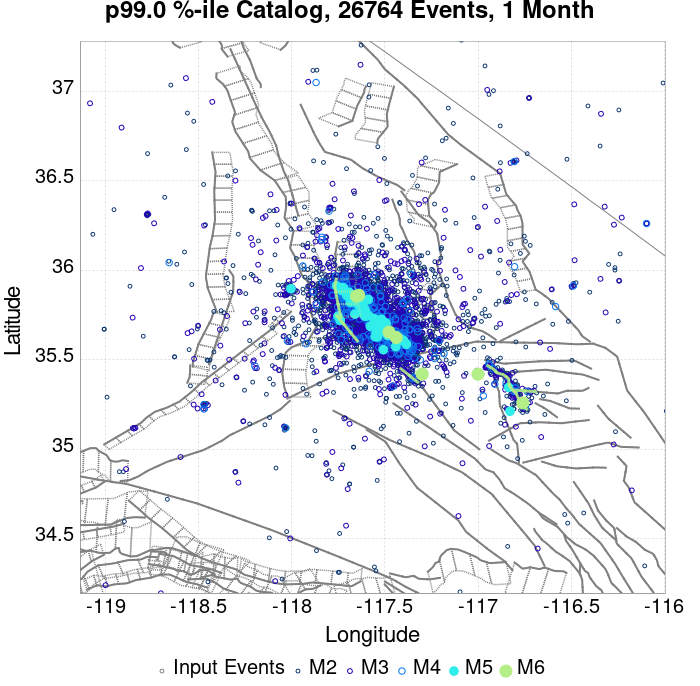 p99.0 %-ile Catalog, 26764 Events, 1 Month
37
36.5
36
35.5
35
34.5
Latitude
-119 -118.5 -118 -117.5 -117 -116.5 -116
Longitude
Input Events M2 M3 M4 M5 M6